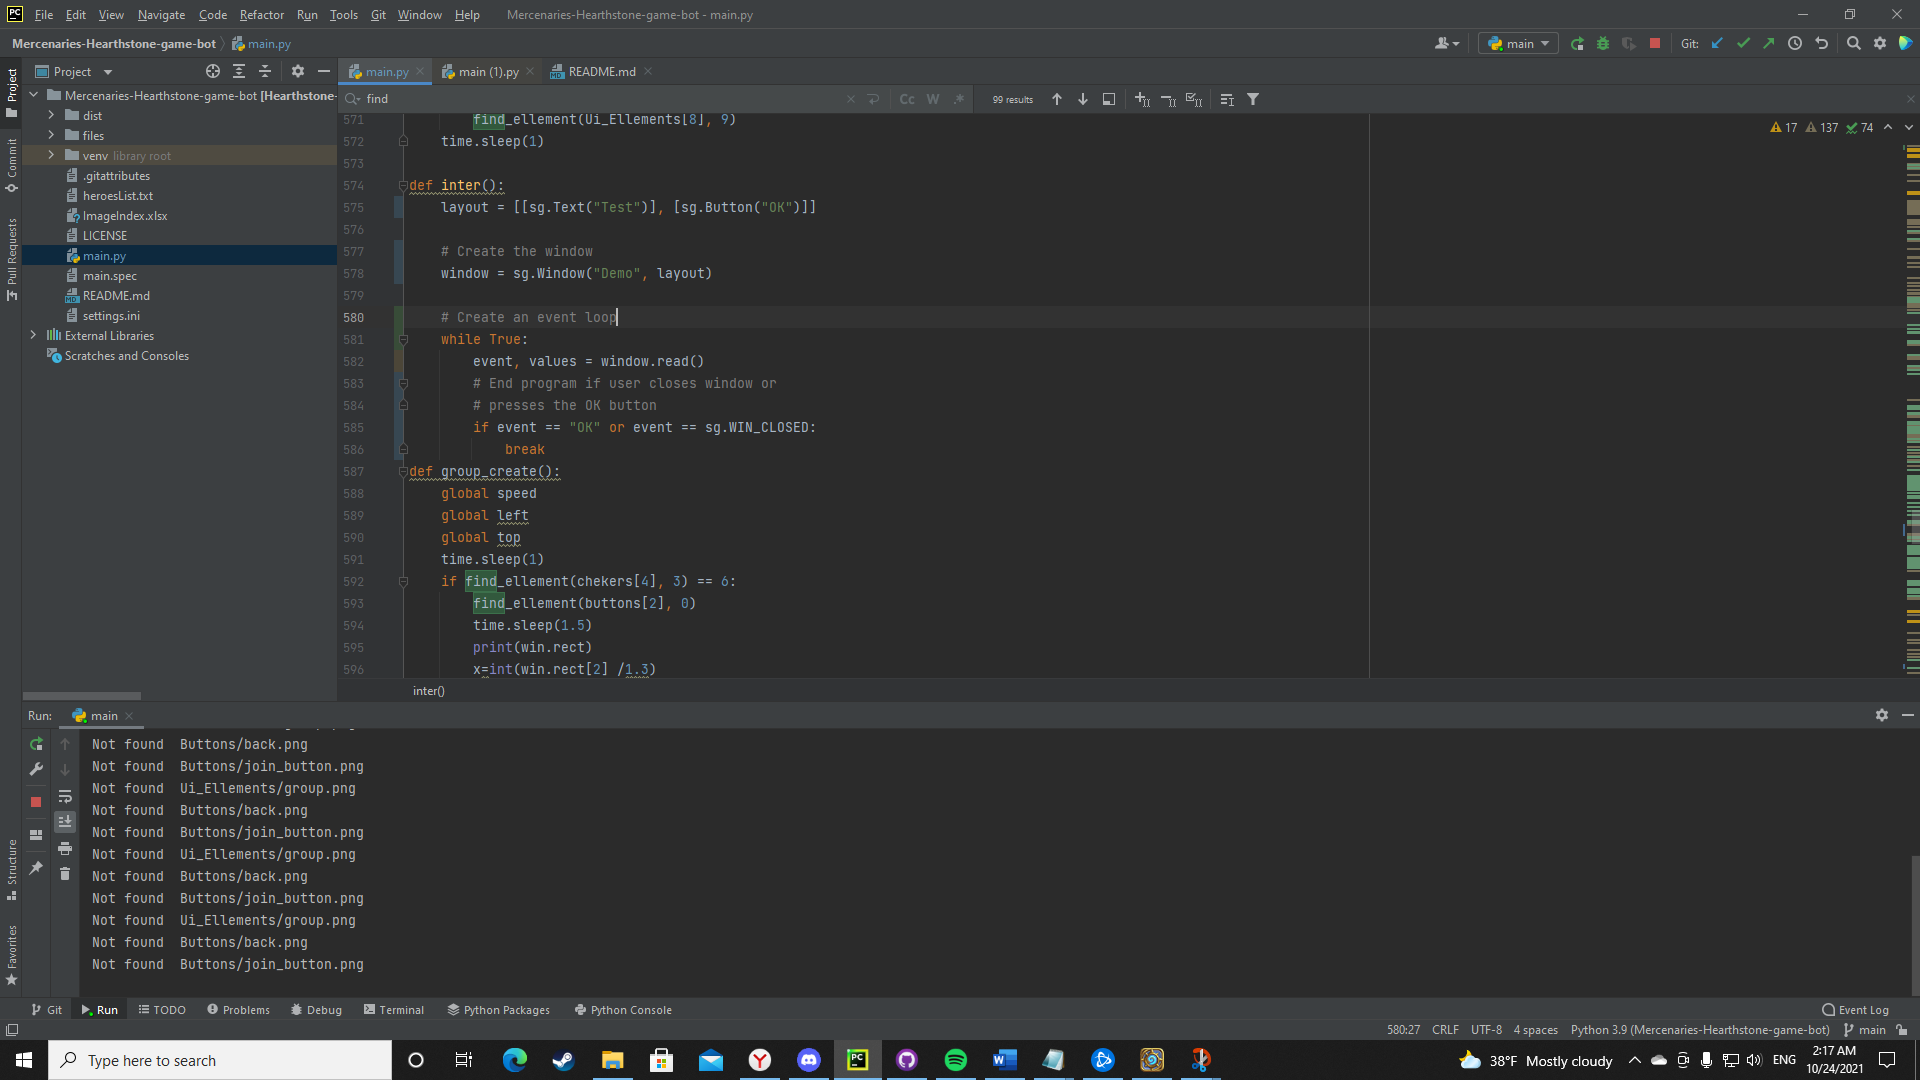 File Edit View Navigate Code Refactor Run Tools Git Window Help Mercenaries-Hearthstone-game-bot - main.py
Mercenaries-Hearthstone-game-bot main.py main Git:
Project main.py main (1).py README.md
find Cc W .* 99 results
Mercenaries-Hearthstone-game-bot [Hearthstone-
dist
files
venv library root
.gitattributes
heroesList.txt
ImageIndex.xlsx
LICENSE
main.py
main.spec
README.md
settings.ini
External Libraries
Scratches and Consoles
Project
Commit
Pull Requests
Structure
Favorites
17 137 74
571 find_ellement(Ui_Ellements[8], 9)
572 time.sleep(1)
573
574 def inter():
575 layout = [[sg.Text("Test")], [sg.Button("OK")]]
576
577 # Create the window
578 window = sg.Window("Demo", layout)
579
580 # Create an event loop
581 while True:
582 event, values = window.read()
583 # End program if user closes window or
584 # presses the OK button
585 if event == "OK" or event == sg.WIN_CLOSED:
586 break
587 def group_create():
588 global speed
589 global left
590 global top
591 time.sleep(1)
592 if find_ellement(chekers[4], 3) == 6:
593 find_ellement(buttons[2], 0)
594 time.sleep(1.5)
595 print(win.rect)
596 x=int(win.rect[2] /1.3)
inter()
Run: main
Not found Buttons/back.png
Not found Buttons/join_button.png
Not found Ui_Ellements/group.png
Not found Buttons/back.png
Not found Buttons/join_button.png
Not found Ui_Ellements/group.png
Not found Buttons/back.png
Not found Buttons/join_button.png
Not found Ui_Ellements/group.png
Not found Buttons/back.png
Not found Buttons/join_button.png
Git Run TODO Problems Debug Terminal Python Packages Python Console Event Log
580:27 CRLF UTF-8 4 spaces Python 3.9 (Mercenaries-Hearthstone-game-bot) main
Type here to search
38°F Mostly cloudy ENG 2:17 AM
10/24/2021